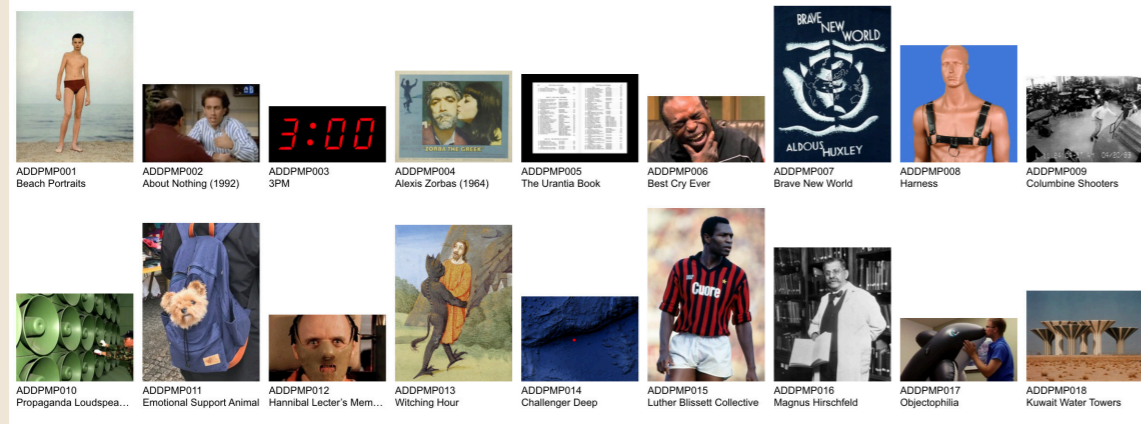 BRAVE
NEW
WORLD
3:00
ZORBA THE GREEK
ALDOUS HUXLEY
ADDPMP001
Beach Portraits
ADDPMP002
About Nothing (1992)
ADDPMP003
3PM
ADDPMP004
Alexis Zorbas (1964)
ADDPMP005
The Urantia Book
ADDPMP006
Best Cry Ever
ADDPMP007
Brave New World
ADDPMP008
Harness
ADDPMP009
Columbine Shooters
Cuore
ADDPMP010
Propaganda Loudspea...
ADDPMP011
Emotional Support Animal
ADDPMP012
Hannibal Lecter's Mem...
ADDPMP013
Witching Hour
ADDPMP014
Challenger Deep
ADDPMP015
Luther Blissett Collective
ADDPMP016
Magnus Hirschfeld
ADDPMP017
Objectophilia
ADDPMP018
Kuwait Water Towers